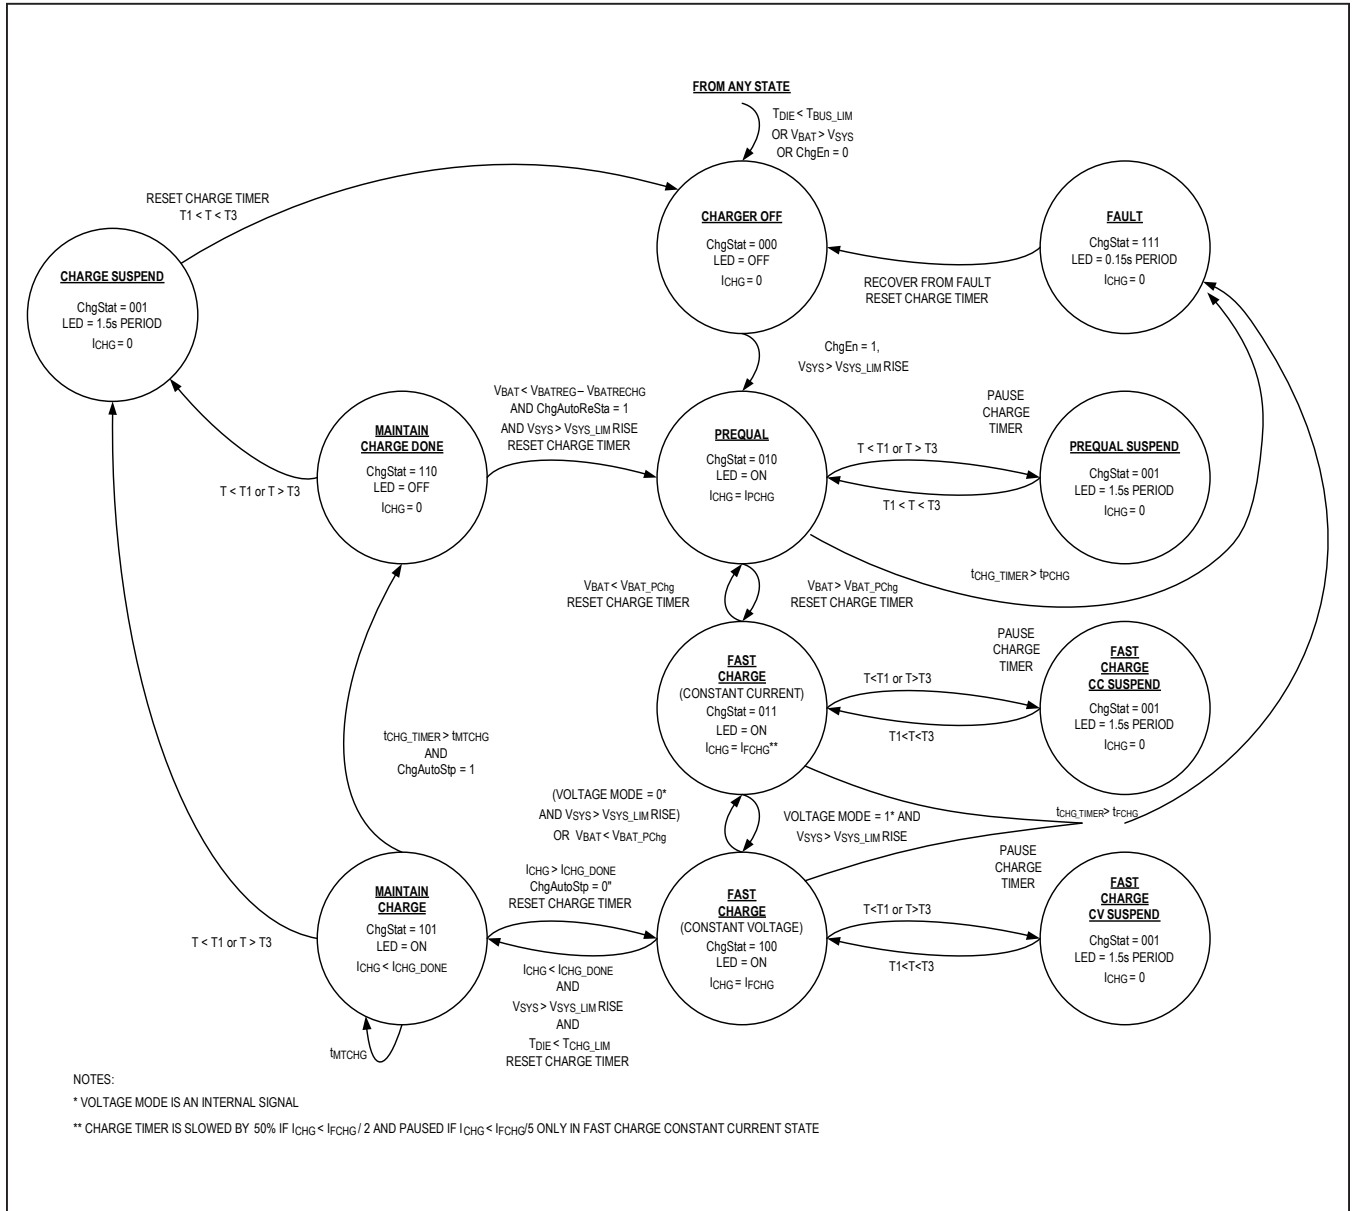 FROM ANY STATE
TDIE < TBUS_LIM
OR VBAT > VSYS
OR ChgEn = 0
RESET CHARGE TIMER
T1 < T < T3
CHARGER OFF
ChgStat = 000
LED = OFF
ICHG = 0
FAULT
ChgStat = 111
LED = 0.15s PERIOD
ICHG = 0
RECOVER FROM FAULT
RESET CHARGE TIMER
CHARGE SUSPEND
ChgStat = 001
LED = 1.5s PERIOD
ICHG = 0
ChgEn = 1,
VSYS > VSYS_LIM RISE
VBAT < VBATREG – VBATRECHG
AND ChgAutoReSta = 1
AND VSYS > VSYS_LIM RISE
RESET CHARGE TIMER
MAINTAIN
CHARGE DONE
ChgStat = 110
LED = OFF
ICHG = 0
T < T1 or T > T3
PREQUAL
ChgStat = 010
LED = ON
ICHG = IPCHG
PAUSE
CHARGE
TIMER
T < T1 or T > T3
T1 < T < T3
PREQUAL SUSPEND
ChgStat = 001
LED = 1.5s PERIOD
ICHG = 0
tCHG_TIMER > tPCHG
VBAT < VBAT_PChg
RESET CHARGE TIMER
VBAT > VBAT_PChg
RESET CHARGE TIMER
FAST
CHARGE
(CONSTANT CURRENT)
ChgStat = 011
LED = ON
ICHG = IFCHG**
PAUSE
CHARGE
TIMER
T<T1 or T>T3
T1<T<T3
FAST
CHARGE
CC SUSPEND
ChgStat = 001
LED = 1.5s PERIOD
ICHG = 0
tCHG_TIMER > tMTCHG
AND
ChgAutoStp = 1
(VOLTAGE MODE = 0*
AND VSYS > VSYS_LIM RISE)
OR VBAT < VBAT_PChg
VOLTAGE MODE = 1* AND
VSYS > VSYS_LIM RISE
tCHG_TIMER > tFCHG
MAINTAIN
CHARGE
ChgStat = 101
LED = ON
ICHG < ICHG_DONE
T < T1 or T > T3
tMTCHG
ICHG > ICHG_DONE
ChgAutoStp = 0"
RESET CHARGE TIMER
ICHG < ICHG_DONE
AND
VSYS > VSYS_LIM RISE
AND
TDIE < TCHG_LIM
RESET CHARGE TIMER
FAST
CHARGE
(CONSTANT VOLTAGE)
ChgStat = 100
LED = ON
ICHG = IFCHG
PAUSE
CHARGE
TIMER
T<T1 or T>T3
T1<T<T3
FAST
CHARGE
CV SUSPEND
ChgStat = 001
LED = 1.5s PERIOD
ICHG = 0
NOTES:
* VOLTAGE MODE IS AN INTERNAL SIGNAL
** CHARGE TIMER IS SLOWED BY 50% IF ICHG < IFCHG / 2 AND PAUSED IF ICHG < IFCHG/5 ONLY IN FAST CHARGE CONSTANT CURRENT STATE